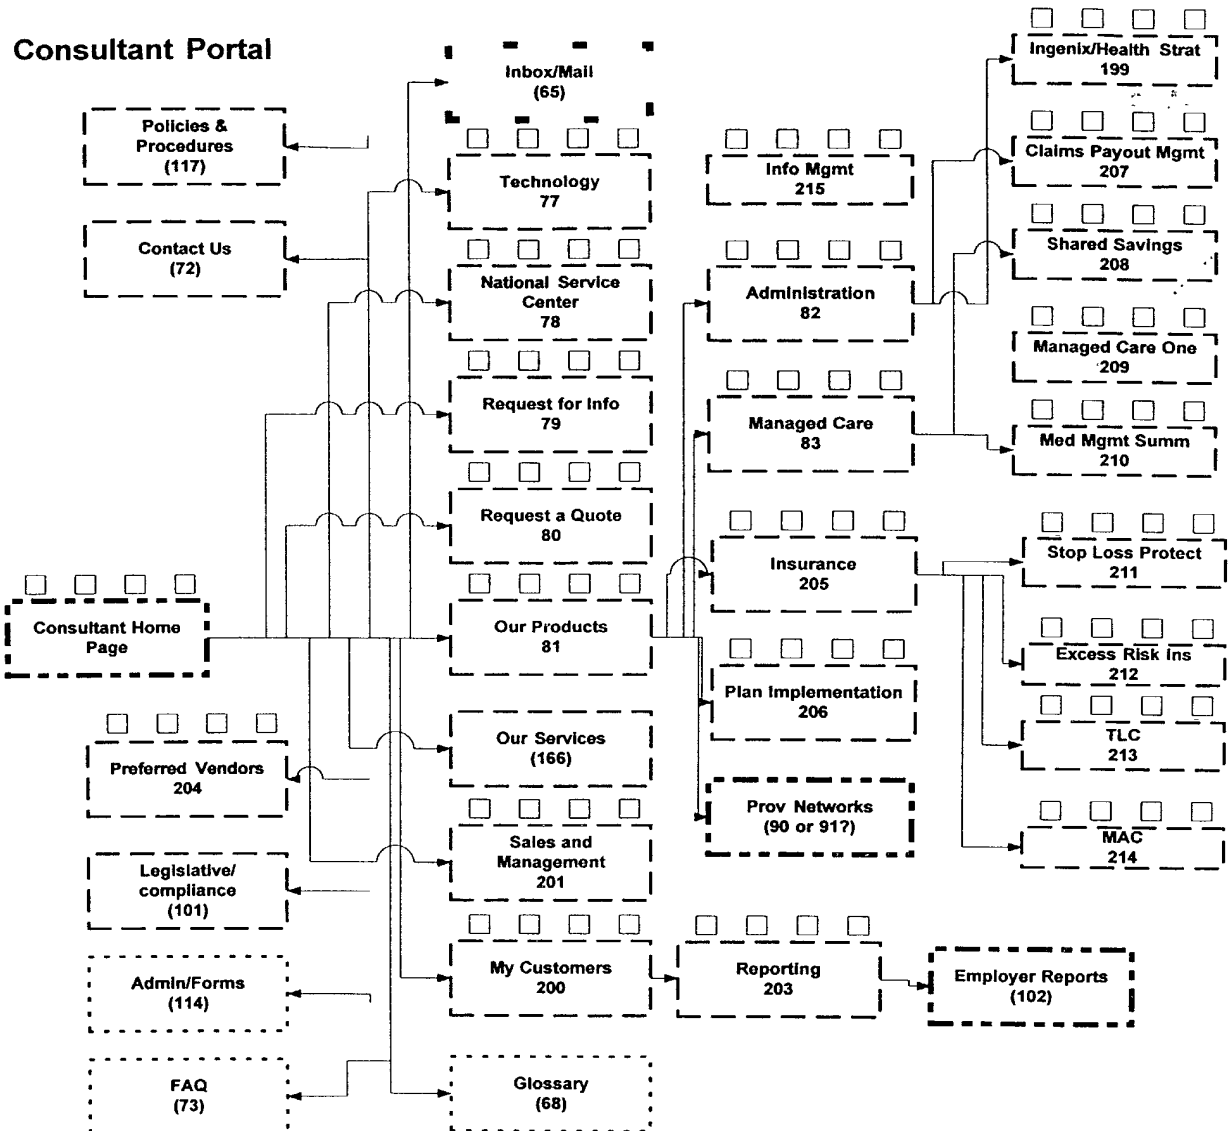 Consultant Portal
Policies &
Procedures
(117)
Contact Us
(72)
Consultant Home
Page
Preferred Vendors
204
Legislative/
compliance
(101)
Admin/Forms
(114)
FAQ
(73)
Inbox/Mail
(65)
Technology
77
National Service
Center
78
Request for Info
79
Request a Quote
80
Our Products
81
Our Services
(166)
Sales and
Management
201
My Customers
200
Glossary
(68)
Info Mgmt
215
Administration
82
Managed Care
83
Insurance
205
Plan Implementation
206
Prov Networks
(90 or 91?)
Reporting
203
Employer Reports
(102)
Ingenix/Health Strat
199
Claims Payout Mgmt
207
Shared Savings
208
Managed Care One
209
Med Mgmt Summ
210
Stop Loss Protect
211
Excess Risk Ins
212
TLC
213
MAC
214